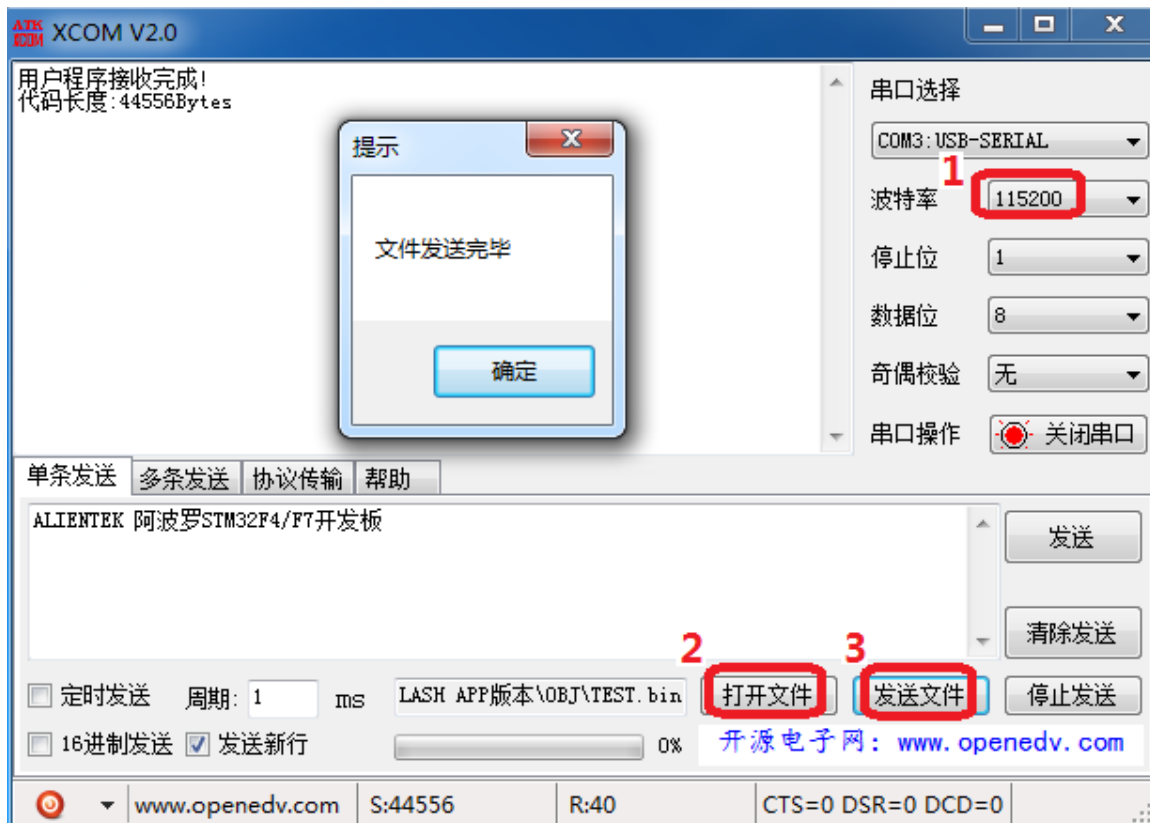 ATK XCOM XCOM V2.0
用户程序接收完成!
代码长度:44556Bytes
提示
文件发送完毕
确定
串口选择
COM3:USB-SERIAL
1
波特率 115200
停止位 1
数据位 8
奇偶校验 无
串口操作 关闭串口
单条发送 多条发送 协议传输 帮助
ALIENTEK 阿波罗STM32F4/F7开发板
发送
清除发送
2 3
定时发送 周期: 1 ms LASH APP版本\OBJ\TEST.bin 打开文件 发送文件 停止发送
16进制发送 发送新行 0% 开源电子网: www.openedv.com
www.openedv.com S:44556 R:40 CTS=0 DSR=0 DCD=0